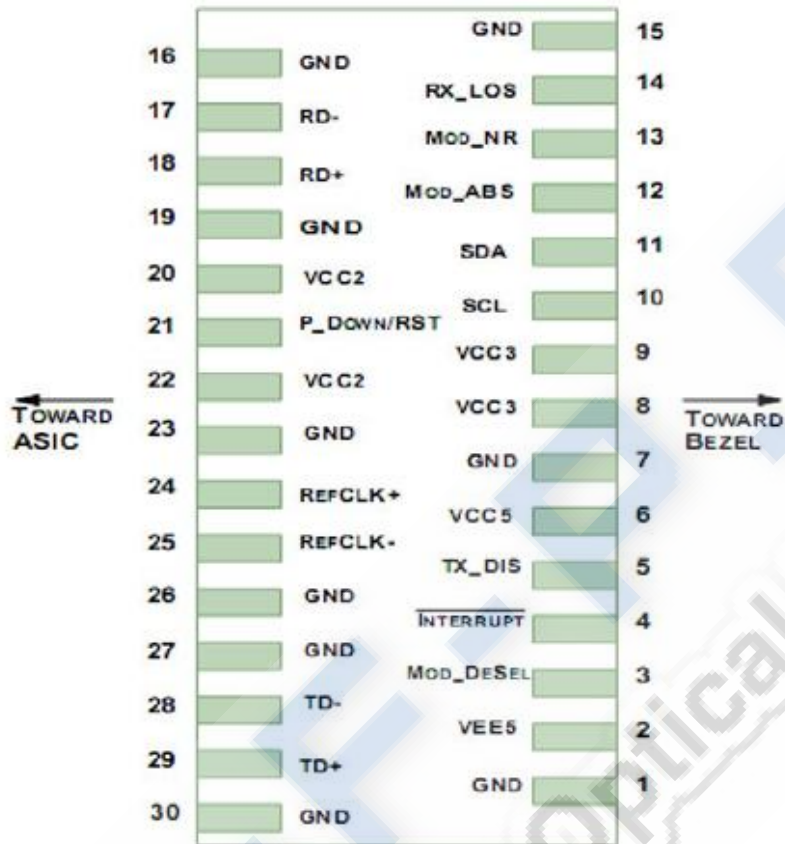 GND 15
16 GND
RX_LOS 14
17 RD-
MOD_NR 13
18 RD+
MOD_ABS 12
19 GND
SDA 11
20 VCC2
SCL 10
21 P_DOWN/RST
VCC3 9
22 VCC2
VCC3 8
TOWARD ASIC
TOWARD BEZEL
23 GND
GND 7
24 REFCLK+
VCC5 6
25 REFCLK-
TX_DIS 5
26 GND
INTERRUPT 4
27 GND
MOD_DESEL 3
28 TD-
VEE5 2
29 TD+
GND 1
30 GND
Optical